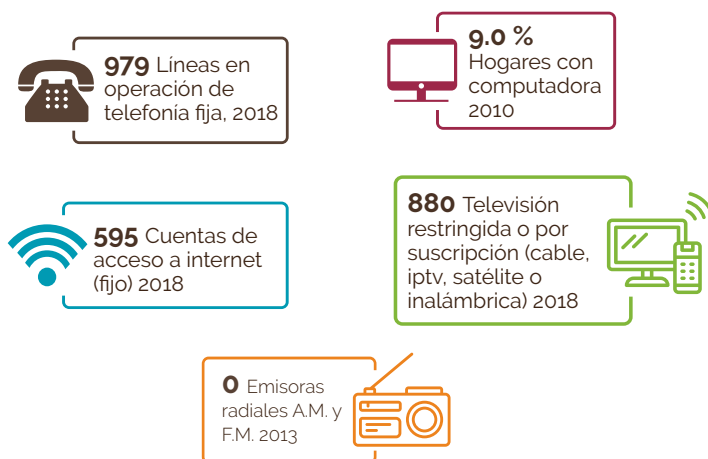 979 Líneas en
operación de
telefonía fija, 2018
9.0 %
Hogares con
computadora
2010
595 Cuentas de
acceso a internet
(fijo) 2018
880 Televisión
restringida o por
suscripción (cable,
iptv, satélite o
inalámbrica) 2018
0 Emisoras
radiales A.M. y
F.M. 2013